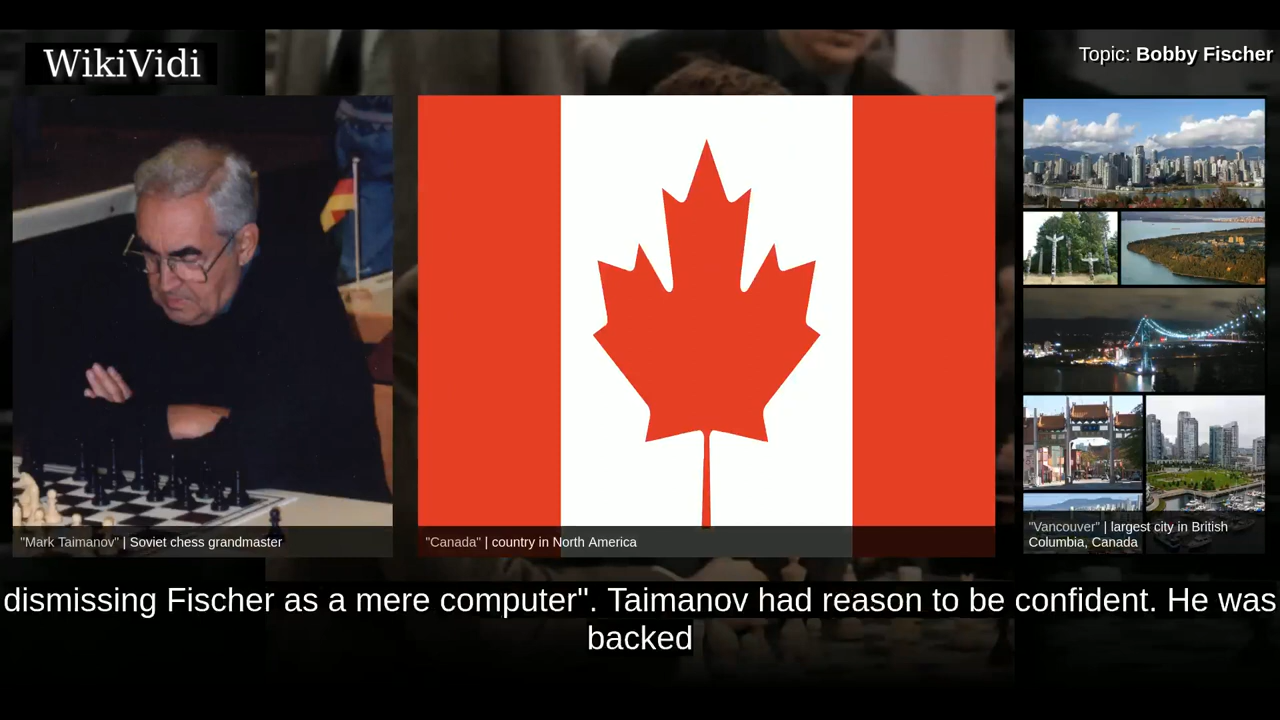 WikiVidi
Topic: Bobby Fischer
"Mark Taimanov" | Soviet chess grandmaster
"Canada" | country in North America
"Vancouver" | largest city in British
Columbia, Canada
dismissing Fischer as a mere computer". Taimanov had reason to be confident. He was
backed